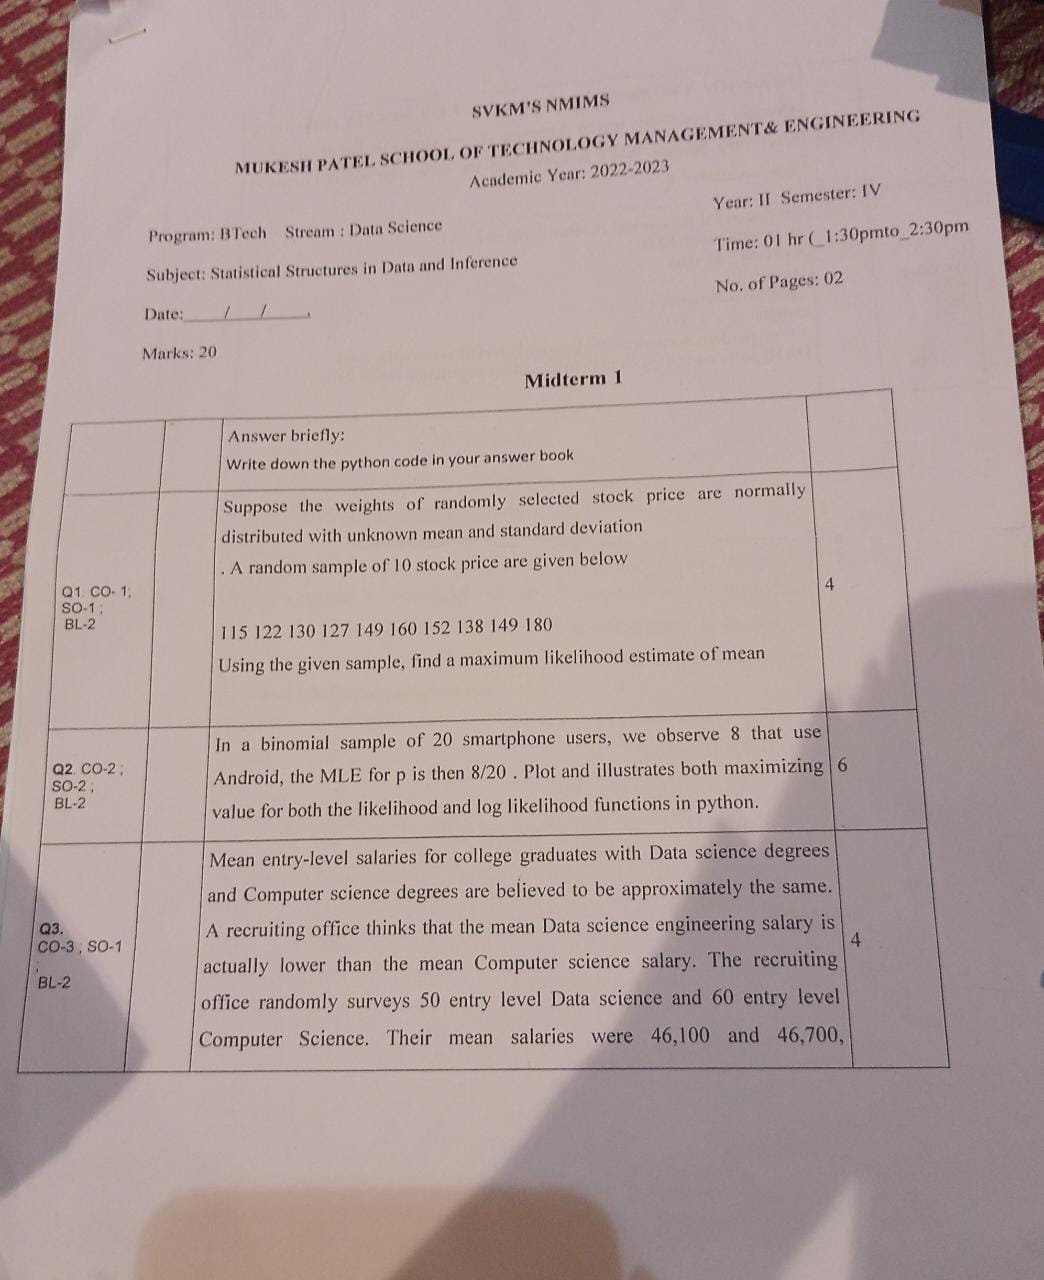 SVKM'S NMIMS
MUKESH PATEL SCHOOL OF TECHNOLOGY MANAGEMENT& ENGINEERING
Academic Year: 2022-2023
Program: BTech Stream : Data Science
Year: II Semester: IV
Subject: Statistical Structures in Data and Inference
Time: 01 hr (_1:30pmto_2:30pm
Date:____/___/____.
No. of Pages: 02
Marks: 20
Midterm 1
Answer briefly:
Write down the python code in your answer book
Q1. CO- 1;
SO-1 ;
BL-2
Suppose the weights of randomly selected stock price are normally
distributed with unknown mean and standard deviation
. A random sample of 10 stock price are given below
115 122 130 127 149 160 152 138 149 180
Using the given sample, find a maximum likelihood estimate of mean
4
Q2. CO-2 ;
SO-2 ;
BL-2
In a binomial sample of 20 smartphone users, we observe 8 that use
Android, the MLE for p is then 8/20 . Plot and illustrates both maximizing
value for both the likelihood and log likelihood functions in python.
6
Q3.
CO-3 ; SO-1
;
BL-2
Mean entry-level salaries for college graduates with Data science degrees
and Computer science degrees are believed to be approximately the same.
A recruiting office thinks that the mean Data science engineering salary is
actually lower than the mean Computer science salary. The recruiting
office randomly surveys 50 entry level Data science and 60 entry level
Computer Science. Their mean salaries were 46,100 and 46,700,
4